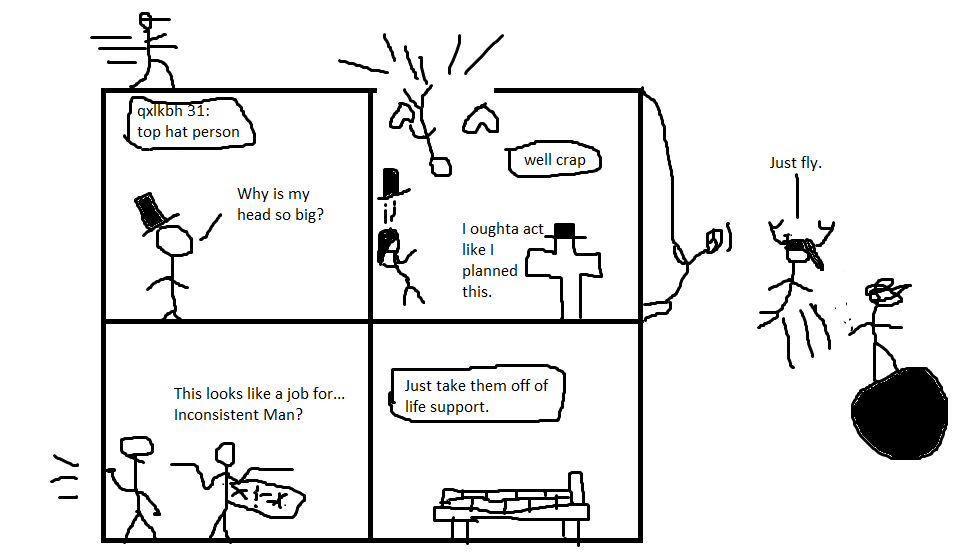 qxlkbh 31:
top hat person
Why is my
head so big?
well crap
I oughta act
like I
planned
this.
Just fly.
This looks like a job for...
Inconsistent Man?
x!=x
Just take them off of
life support.